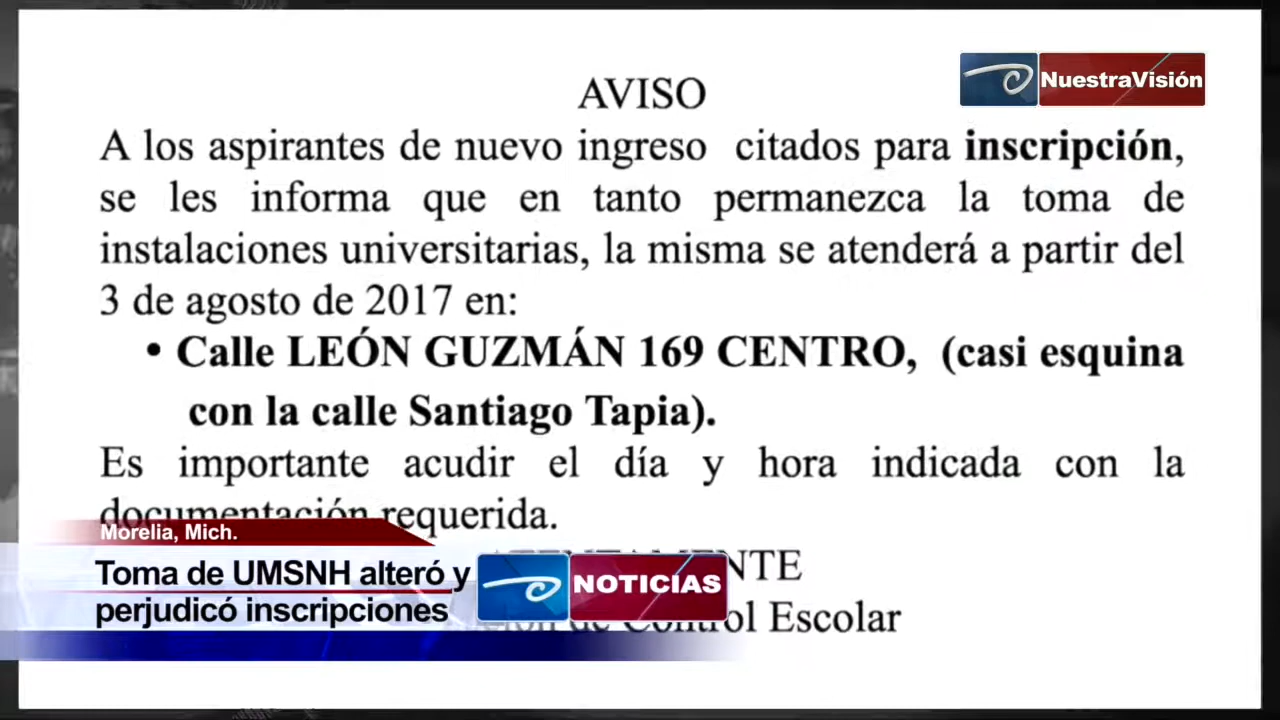 AVISO
NuestraVisión
A los aspirantes de nuevo ingreso citados para inscripción,
se les informa que en tanto permanezca la toma de
instalaciones universitarias, la misma se atenderá a partir del
3 de agosto de 2017 en:
• Calle LEÓN GUZMÁN 169 CENTRO, (casi esquina
con la calle Santiago Tapia).
Es importante acudir el día y hora indicada con la
documentación requerida.
Morelia, Mich.
Toma de UMSNH alteró y
perjudicó inscripciones
NOTICIAS
de Control Escolar